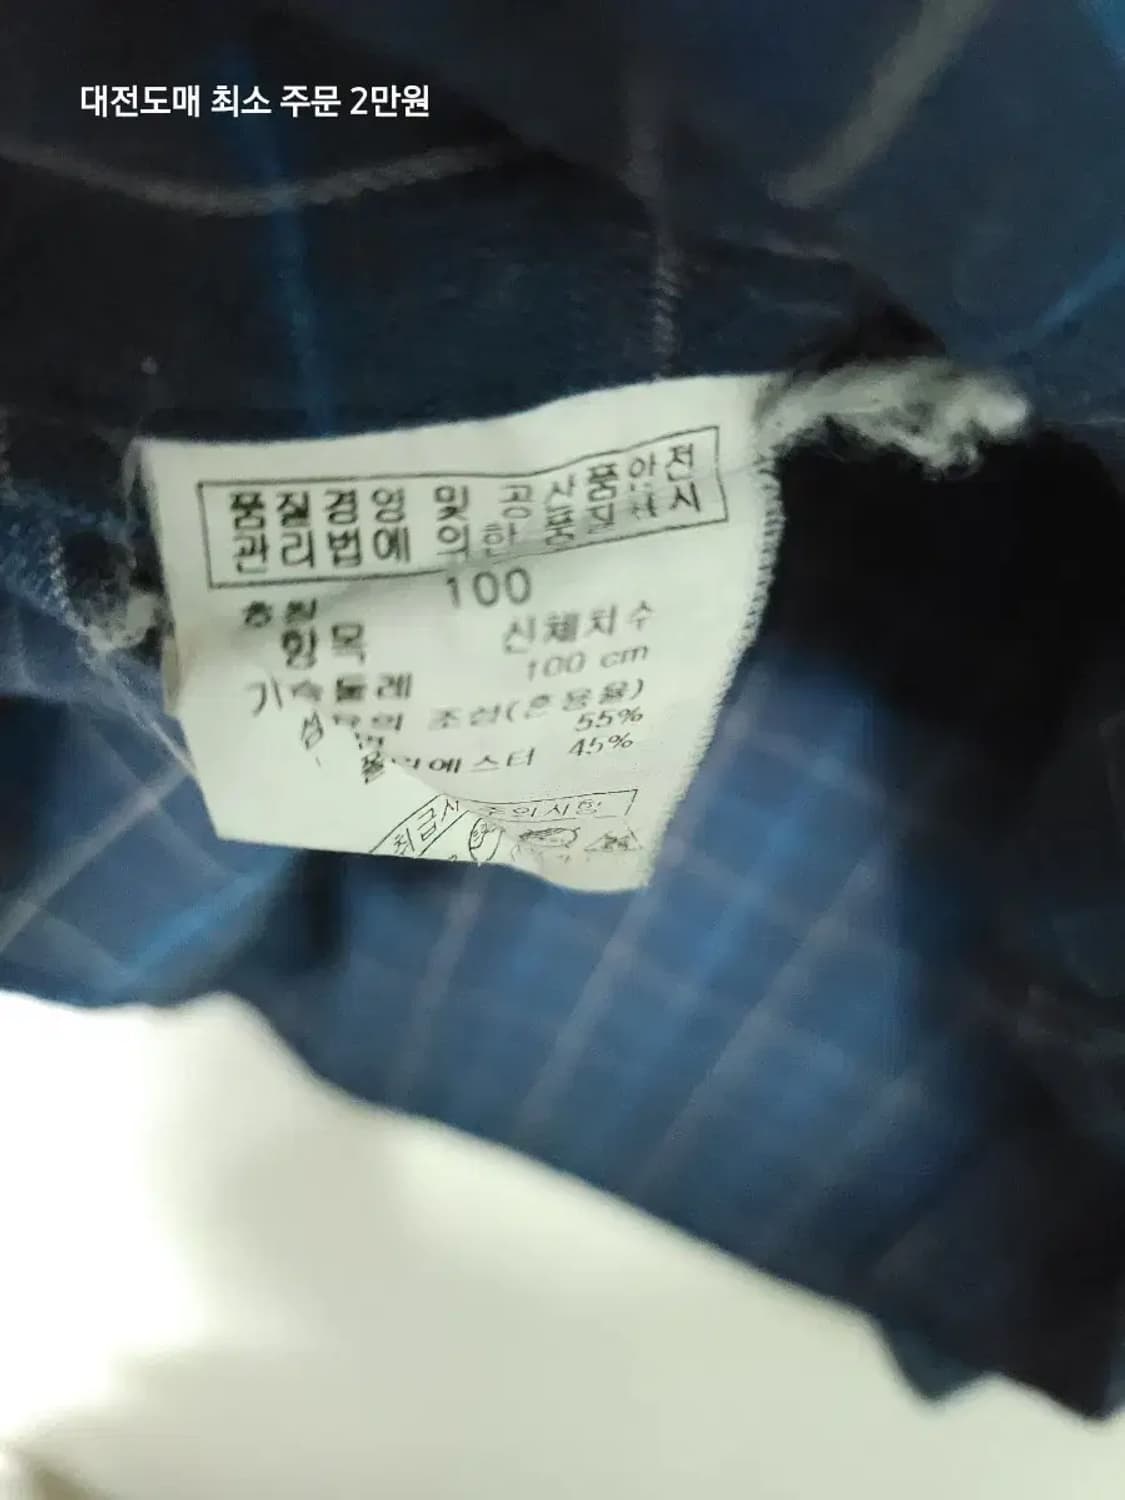 대전도매 최소 주문 2만원
품질경영 및 공산품안전
관리법에 의한 품질표시
100
항목 신체치수
100 cm
가슴둘레
조성(혼용율)
55%
폴리에스터 45%
취급시 주의사항